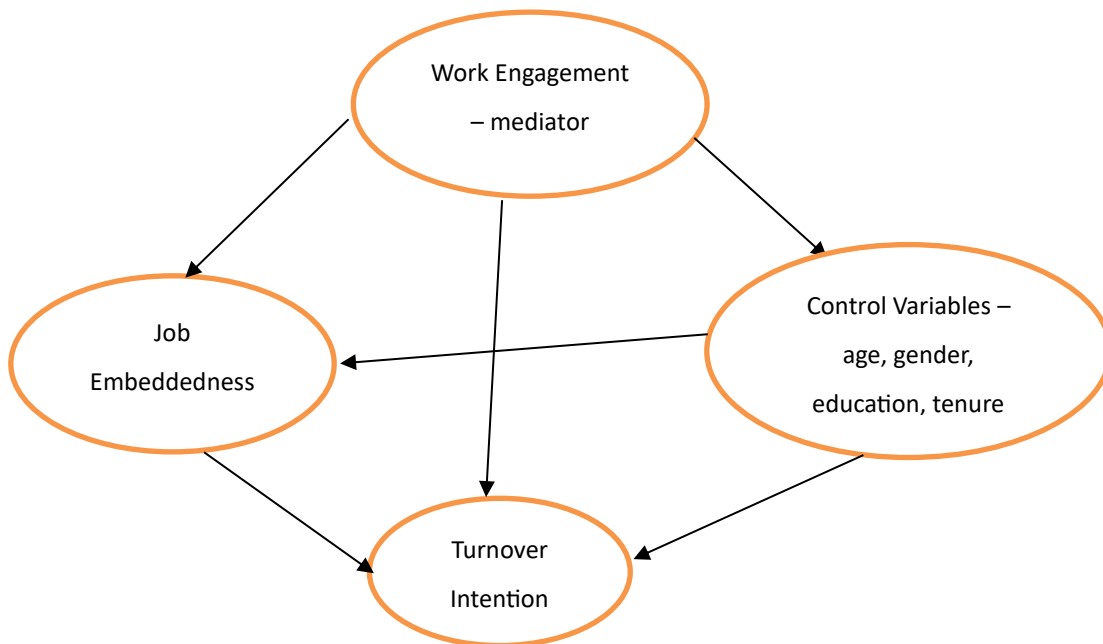 Work Engagement
– mediator
Job
Embeddedness
Control Variables –
age, gender,
education, tenure
Turnover
Intention